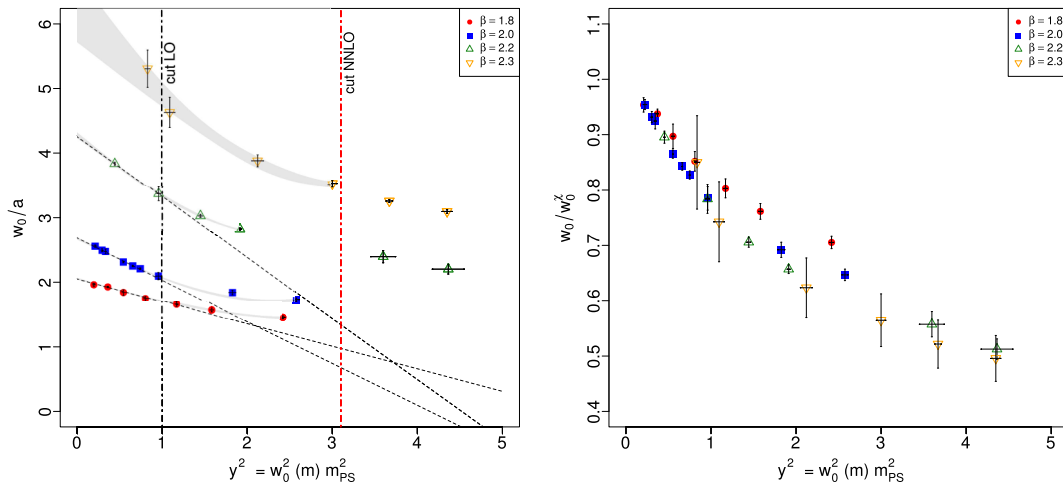 6
5
4
3
2
1
0
w₀/a
cut LO
cut NNLO
β = 1.8
β = 2.0
β = 2.2
β = 2.3
0 1 2 3 4 5
y² = w₀² (m) m²PS
1.1
1.0
0.9
0.8
0.7
0.6
0.5
0.4
w₀/w₀^χ
β = 1.8
β = 2.0
β = 2.2
β = 2.3
0 1 2 3 4 5
y² = w₀² (m) m²PS